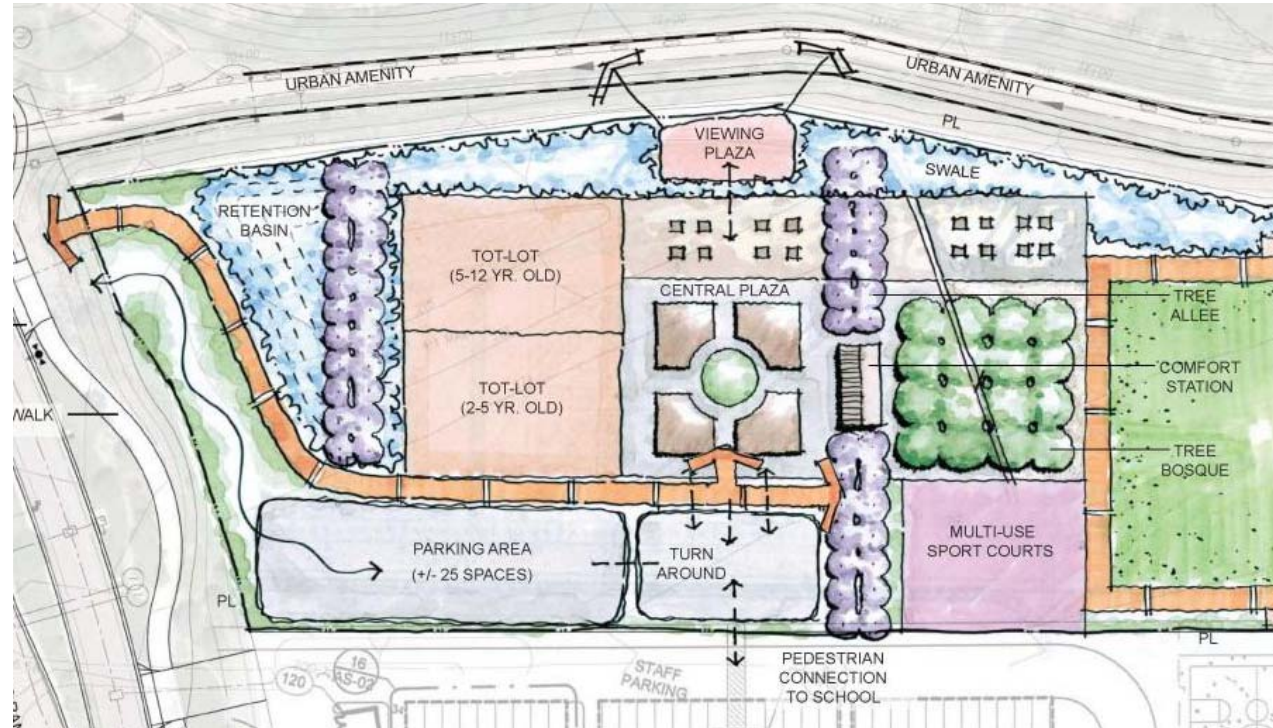 URBAN AMENITY
URBAN AMENITY
PL
VIEWING
PLAZA
SWALE
RETENTION
BASIN
TOT-LOT
(5-12 YR. OLD)
CENTRAL PLAZA
TREE
ALLEE
COMFORT
STATION
TOT-LOT
(2-5 YR. OLD)
WALK
TREE
BOSQUE
PARKING AREA
(+/- 25 SPACES)
TURN
AROUND
MULTI-USE
SPORT COURTS
PL
PL
PEDESTRIAN
CONNECTION
TO SCHOOL
STAFF
PARKING
16
AS-02
120